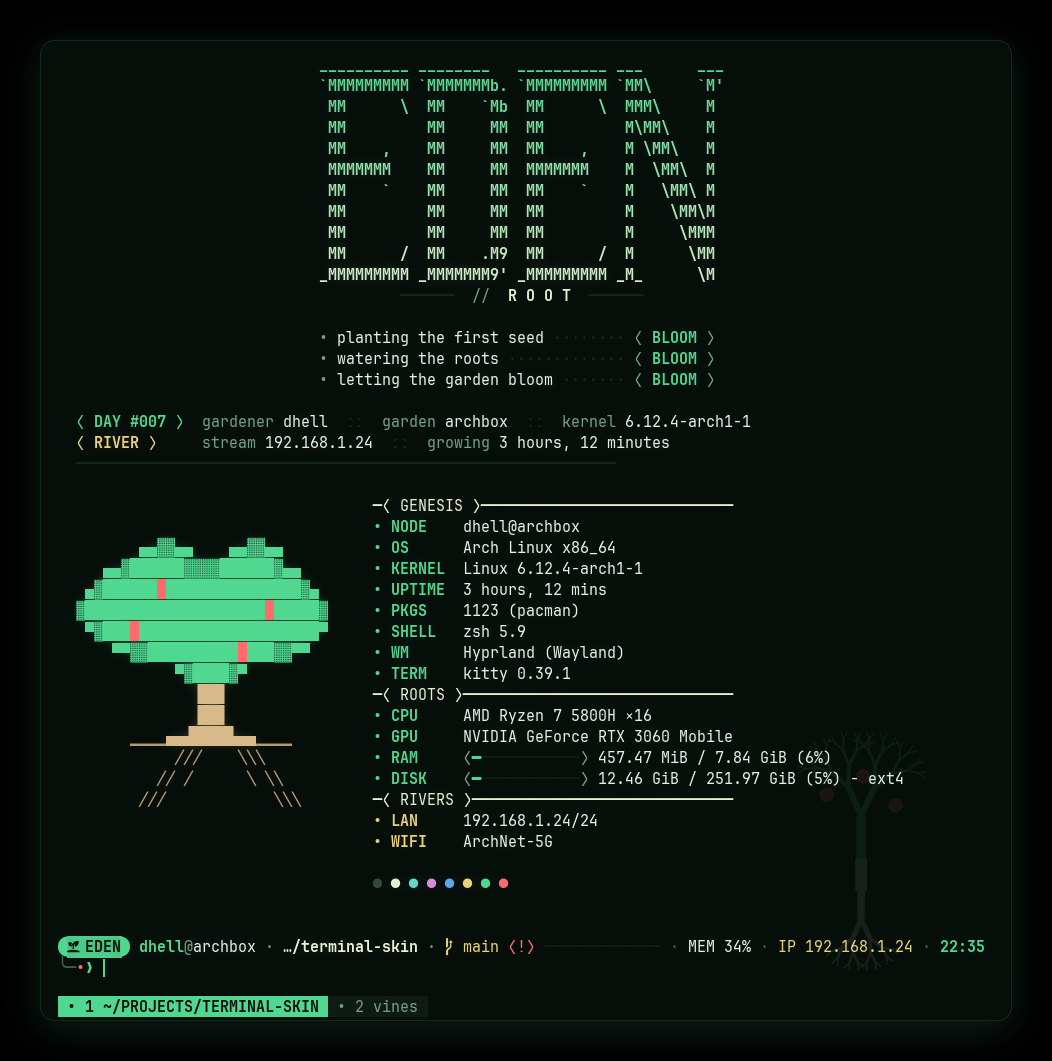 EDEN
// ROOT
• planting the first seed ········ 〈 BLOOM 〉
• watering the roots ············· 〈 BLOOM 〉
• letting the garden bloom ······· 〈 BLOOM 〉
〈 DAY #007 〉 gardener dhell :: garden archbox :: kernel 6.12.4-arch1-1
〈 RIVER 〉 stream 192.168.1.24 :: growing 3 hours, 12 minutes
─〈 GENESIS 〉────────────────────────────
• NODE dhell@archbox
• OS Arch Linux x86_64
• KERNEL Linux 6.12.4-arch1-1
• UPTIME 3 hours, 12 mins
• PKGS 1123 (pacman)
• SHELL zsh 5.9
• WM Hyprland (Wayland)
• TERM kitty 0.39.1
─〈 ROOTS 〉──────────────────────────────
• CPU AMD Ryzen 7 5800H ×16
• GPU NVIDIA GeForce RTX 3060 Mobile
• RAM 〈━───────────〉 457.47 MiB / 7.84 GiB (6%)
• DISK 〈━───────────〉 12.46 GiB / 251.97 GiB (5%) - ext4
─〈 RIVERS 〉─────────────────────────────
• LAN 192.168.1.24/24
• WIFI ArchNet-5G
EDEN dhell@archbox · …/terminal-skin · main 〈!〉 ───────────── · MEM 34% · IP 192.168.1.24 · 22:35
╰─•❯
• 1 ~/PROJECTS/TERMINAL-SKIN • 2 vines